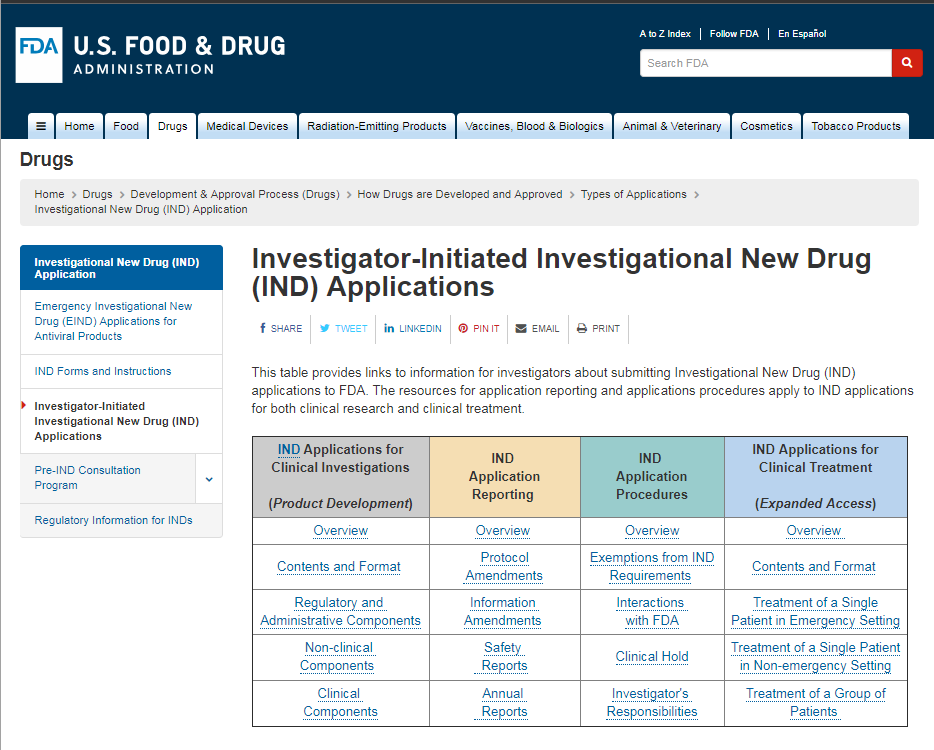 FDA U.S. FOOD & DRUG
ADMINISTRATION
A to Z Index | Follow FDA | En Español
Search FDA
Home Food Drugs Medical Devices Radiation-Emitting Products Vaccines, Blood & Biologics Animal & Veterinary Cosmetics Tobacco Products
Drugs
Home > Drugs > Development & Approval Process (Drugs) > How Drugs are Developed and Approved > Types of Applications >
Investigational New Drug (IND) Application
Investigational New Drug (IND)
Application
Emergency Investigational New
Drug (EIND) Applications for
Antiviral Products
IND Forms and Instructions
Investigator-Initiated
Investigational New Drug (IND)
Applications
Pre-IND Consultation
Program
Regulatory Information for INDs
Investigator-Initiated Investigational New Drug
(IND) Applications
f SHARE TWEET in LINKEDIN PIN IT EMAIL PRINT
This table provides links to information for investigators about submitting Investigational New Drug (IND)
applications to FDA. The resources for application reporting and applications procedures apply to IND applications
for both clinical research and clinical treatment.
IND Applications for
Clinical Investigations
(Product Development)
IND
Application
Reporting
IND
Application
Procedures
IND Applications for
Clinical Treatment
(Expanded Access)
Overview
Overview
Overview
Overview
Contents and Format
Protocol
Amendments
Exemptions from IND
Requirements
Contents and Format
Regulatory and
Administrative Components
Information
Amendments
Interactions
with FDA
Treatment of a Single
Patient in Emergency Setting
Non-clinical
Components
Safety
Reports
Clinical Hold
Treatment of a Single Patient
in Non-emergency Setting
Clinical
Components
Annual
Reports
Investigator's
Responsibilities
Treatment of a Group of
Patients